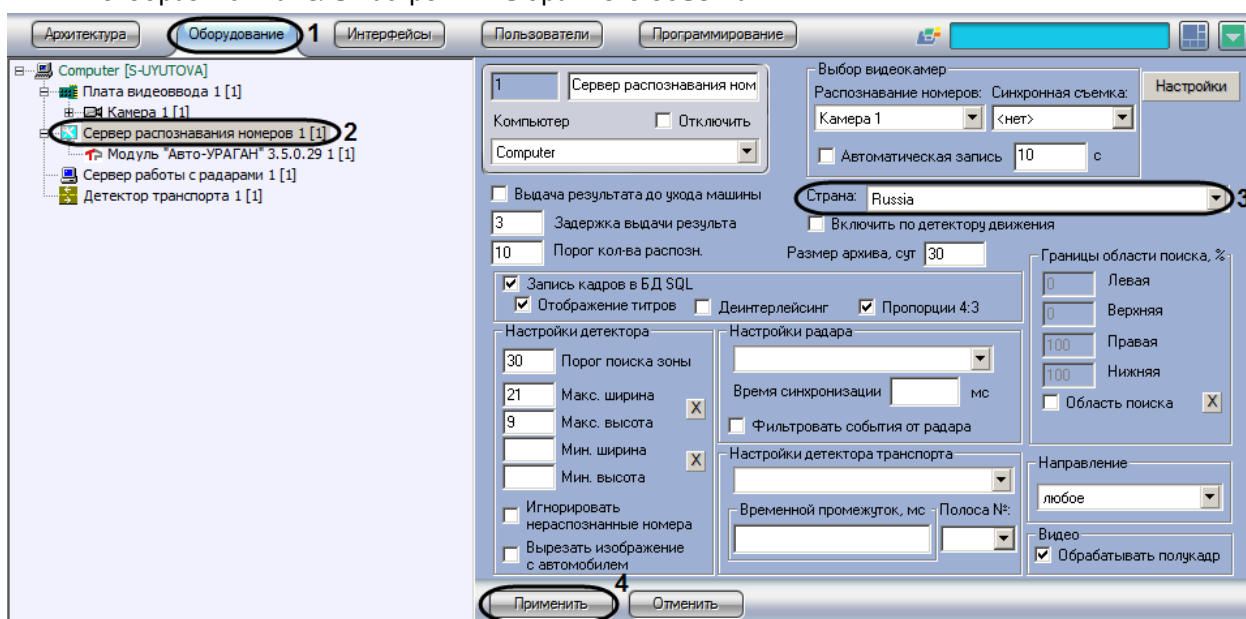 Архитектура
Оборудование
1
Интерфейсы
Пользователи
Программирование
Computer [S-UYUTOVA]
Плата видеоввода 1 [1]
Камера 1 [1]
Сервер распознавания номеров 1 [1]
2
Модуль "Авто-УРАГАН" 3.5.0.29 1 [1]
Сервер работы с радарами 1 [1]
Детектор транспорта 1 [1]
1
Сервер распознавания ном
Компьютер
Отключить
Computer
Выбор видеокамер
Распознавание номеров:
Синхронная съемка:
Камера 1
<нет>
Автоматическая запись
10
с
Настройки
Выдача результата до ухода машины
Страна:
Russia
3
3
Задержка выдачи результа
Включить по детектору движения
10
Порог кол-ва распозн.
Размер архива, сут
30
Запись кадров в БД SQL
Отображение титров
Деинтерлейсинг
Пропорции 4:3
Границы области поиска, %
0
Левая
0
Верхняя
100
Правая
100
Нижняя
Область поиска
X
Настройки детектора
30
Порог поиска зоны
21
Макс. ширина
X
9
Макс. высота
Мин. ширина
X
Мин. высота
Игнорировать
нераспознанные номера
Вырезать изображение
с автомобилем
Настройки радара
Время синхронизации
мс
Фильтровать события от радара
Настройки детектора транспорта
Временной промежуток, мс
Полоса №:
Направление
любое
Видео
Обрабатывать полукадр
4
Применить
Отменить